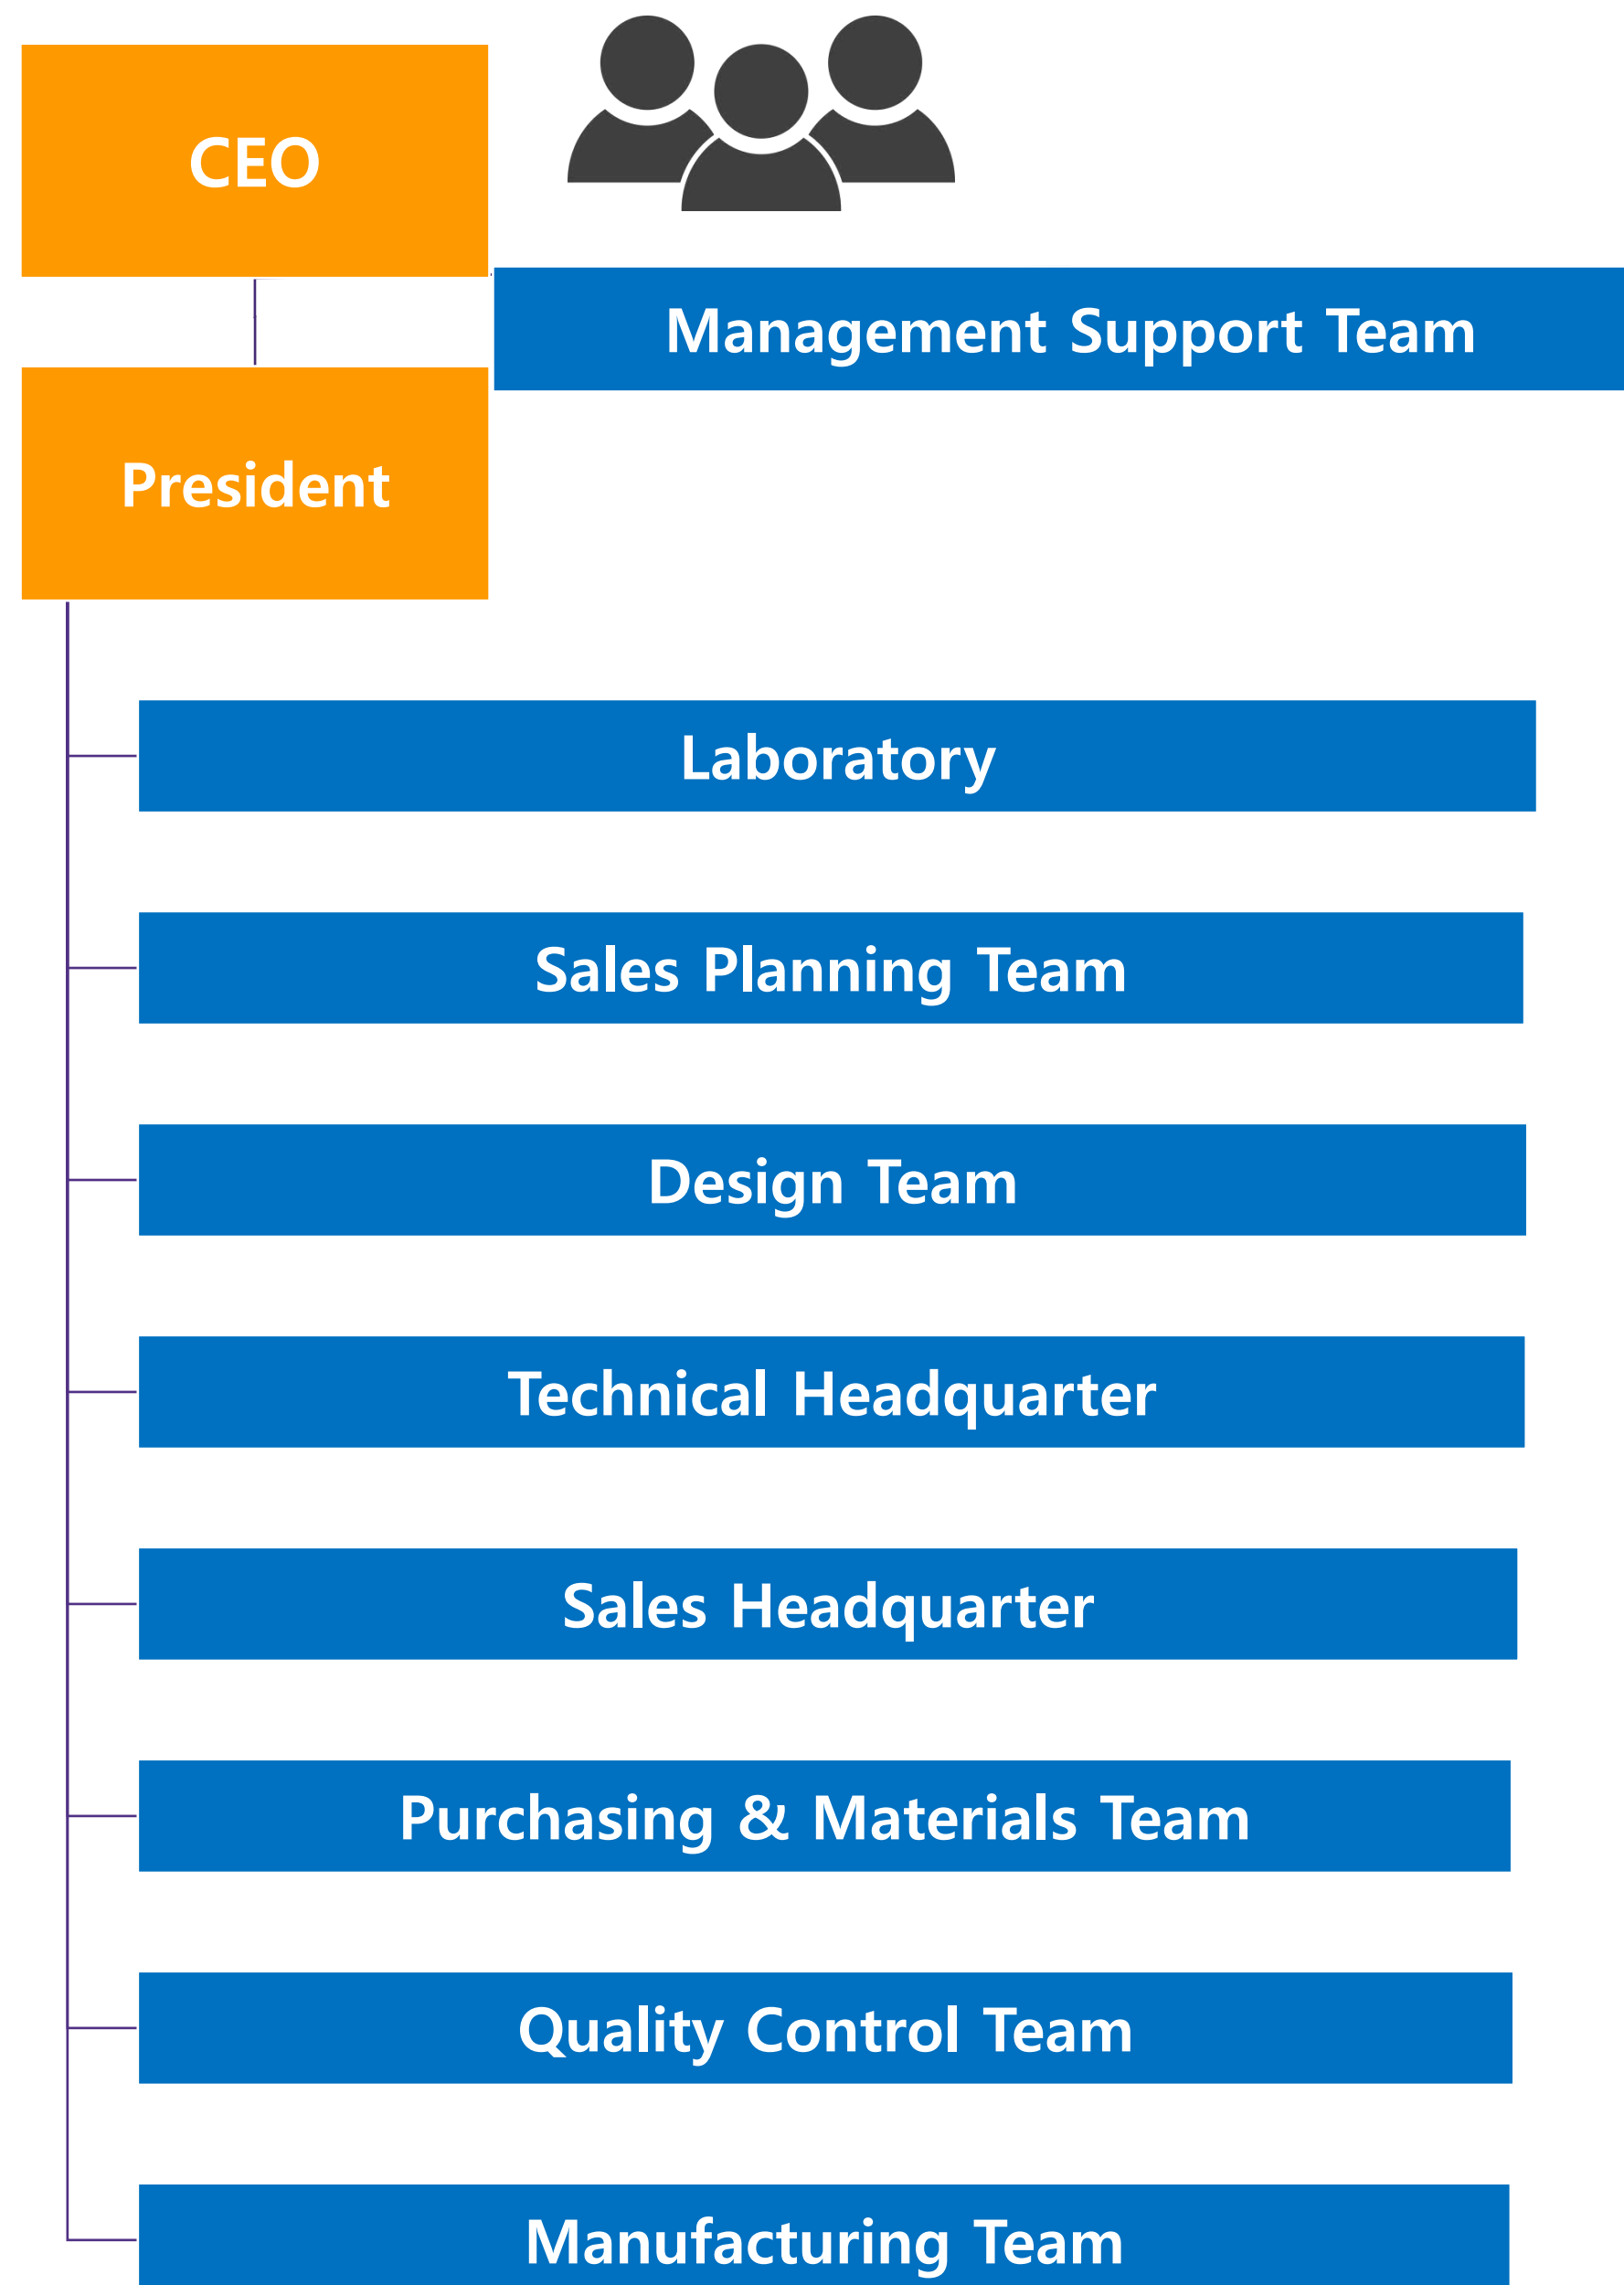 CEO
Management Support Team
President
Laboratory
Sales Planning Team
Design Team
Technical Headquarter
Sales Headquarter
Purchasing & Materials Team
Quality Control Team
Manufacturing Team